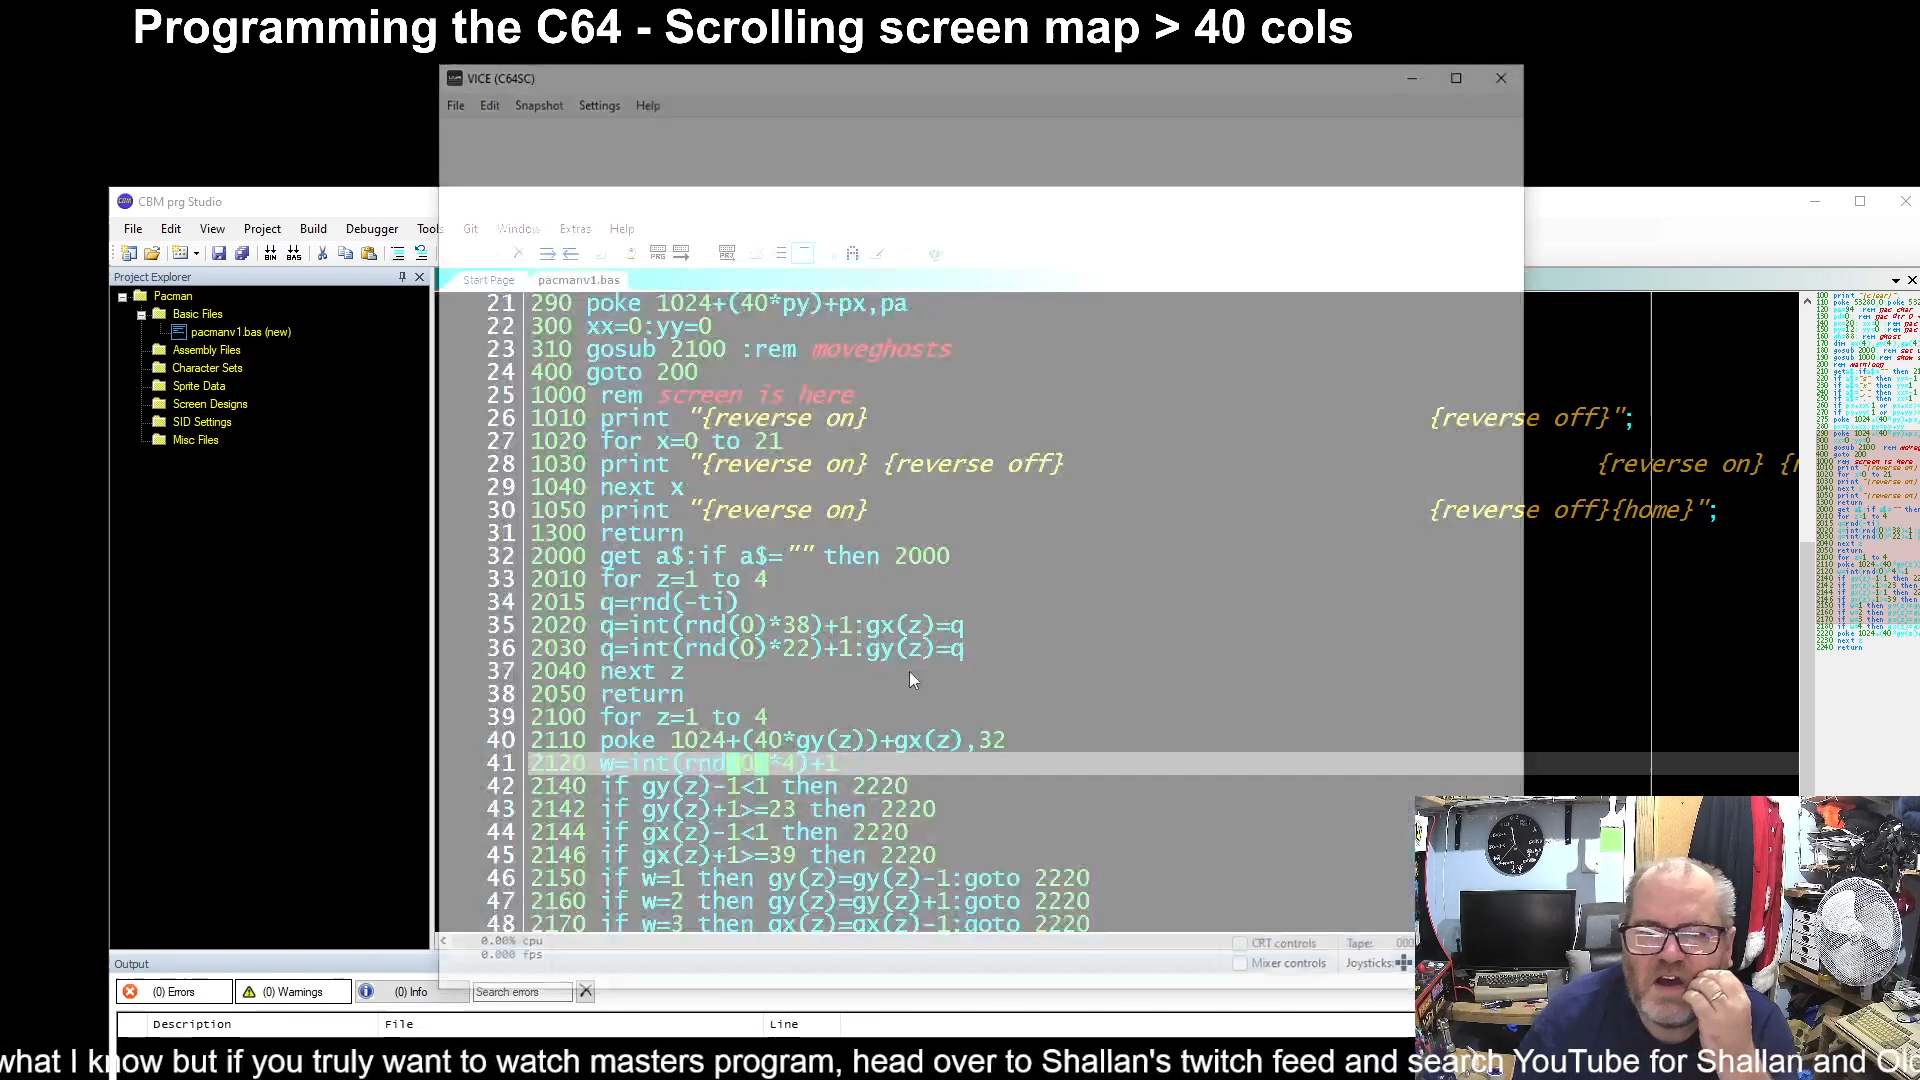 Programming the C64 - Scrolling screen map > 40 cols
VICE (C64SC)
File Edit Snapshot Settings Help
CBM prg Studio
File Edit View Project Build Debugger Tools Git Window Extras Help
Project Explorer
Start Page pacmanv1.bas
Pacman
Basic Files
pacmanv1.bas (new)
Assembly Files
Character Sets
Sprite Data
Screen Designs
SID Settings
Misc Files
21 290 poke 1024+(40*py)+px,pa
22 300 xx=0:yy=0
23 310 gosub 2100 :rem moveghosts
24 400 goto 200
25 1000 rem screen is here
26 1010 print "{reverse on} {reverse off}";
27 1020 for x=0 to 21
28 1030 print "{reverse on} {reverse off} {reverse on}
29 1040 next x
30 1050 print "{reverse on} {reverse off}{home}";
31 1300 return
32 2000 get a$:if a$="" then 2000
33 2010 for z=1 to 4
34 2015 q=rnd(-ti)
35 2020 q=int(rnd(0)*38)+1:gx(z)=q
36 2030 q=int(rnd(0)*22)+1:gy(z)=q
37 2040 next z
38 2050 return
39 2100 for z=1 to 4
40 2110 poke 1024+(40*gy(z))+gx(z),32
41 2120 w=int(rnd(0)*4)+1
42 2140 if gy(z)-1<1 then 2220
43 2142 if gy(z)+1>=23 then 2220
44 2144 if gx(z)-1<1 then 2220
45 2146 if gx(z)+1>=39 then 2220
46 2150 if w=1 then gy(z)=gy(z)-1:goto 2220
47 2160 if w=2 then gy(z)=gy(z)+1:goto 2220
48 2170 if w=3 then gx(z)=gx(z)-1:goto 2220
0.00% cpu
0.000 fps
CRT controls Tape: 000
Mixer controls Joysticks:
Output
(0) Errors (0) Warnings (0) Info Search errors
Description File Line
what I know but if you truly want to watch masters program, head over to Shallan's twitch feed and search YouTube for Shallan and Old